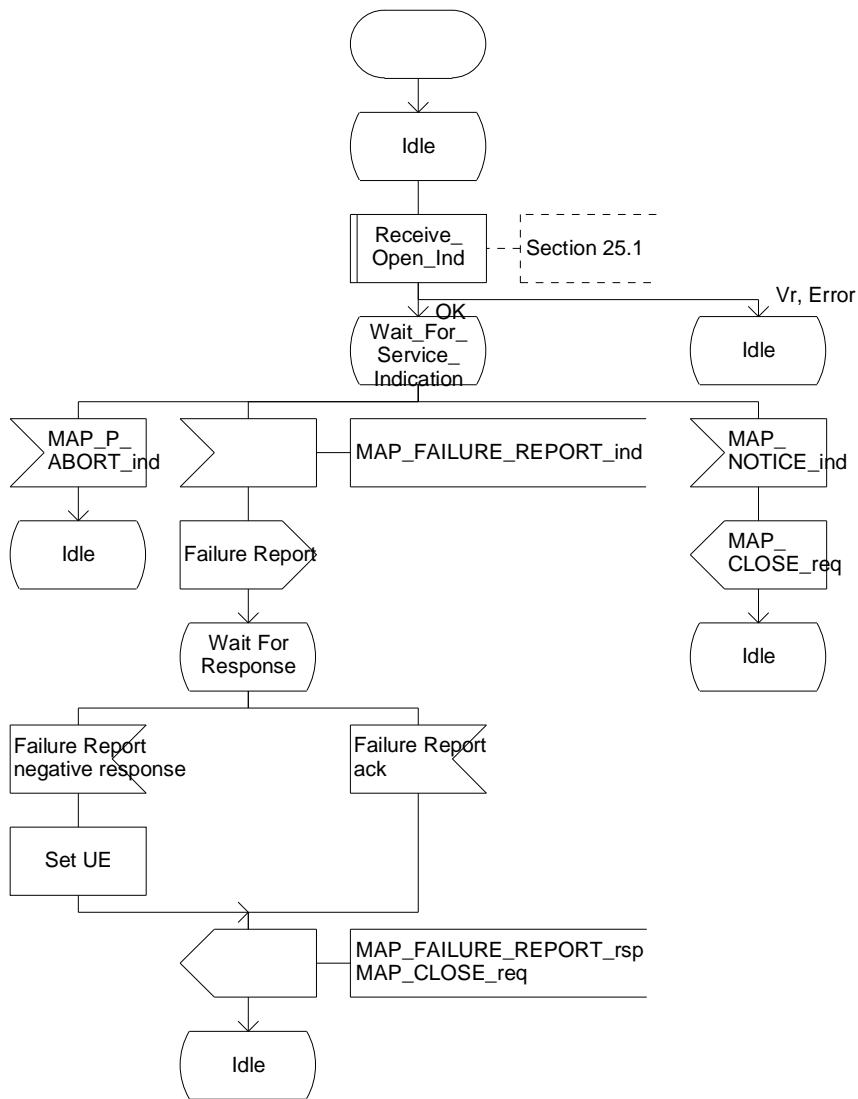 Idle
Receive_
Open_Ind
Section 25.1
Vr, Error
OK
Wait_For_
Service_
Indication
Idle
MAP_P_
ABORT_ind
MAP_FAILURE_REPORT_ind
MAP_
NOTICE_ind
Idle
Failure Report
MAP_
CLOSE_req
Wait For
Response
Idle
Failure Report
negative response
Failure Report
ack
Set UE
MAP_FAILURE_REPORT_rsp
MAP_CLOSE_req
Idle